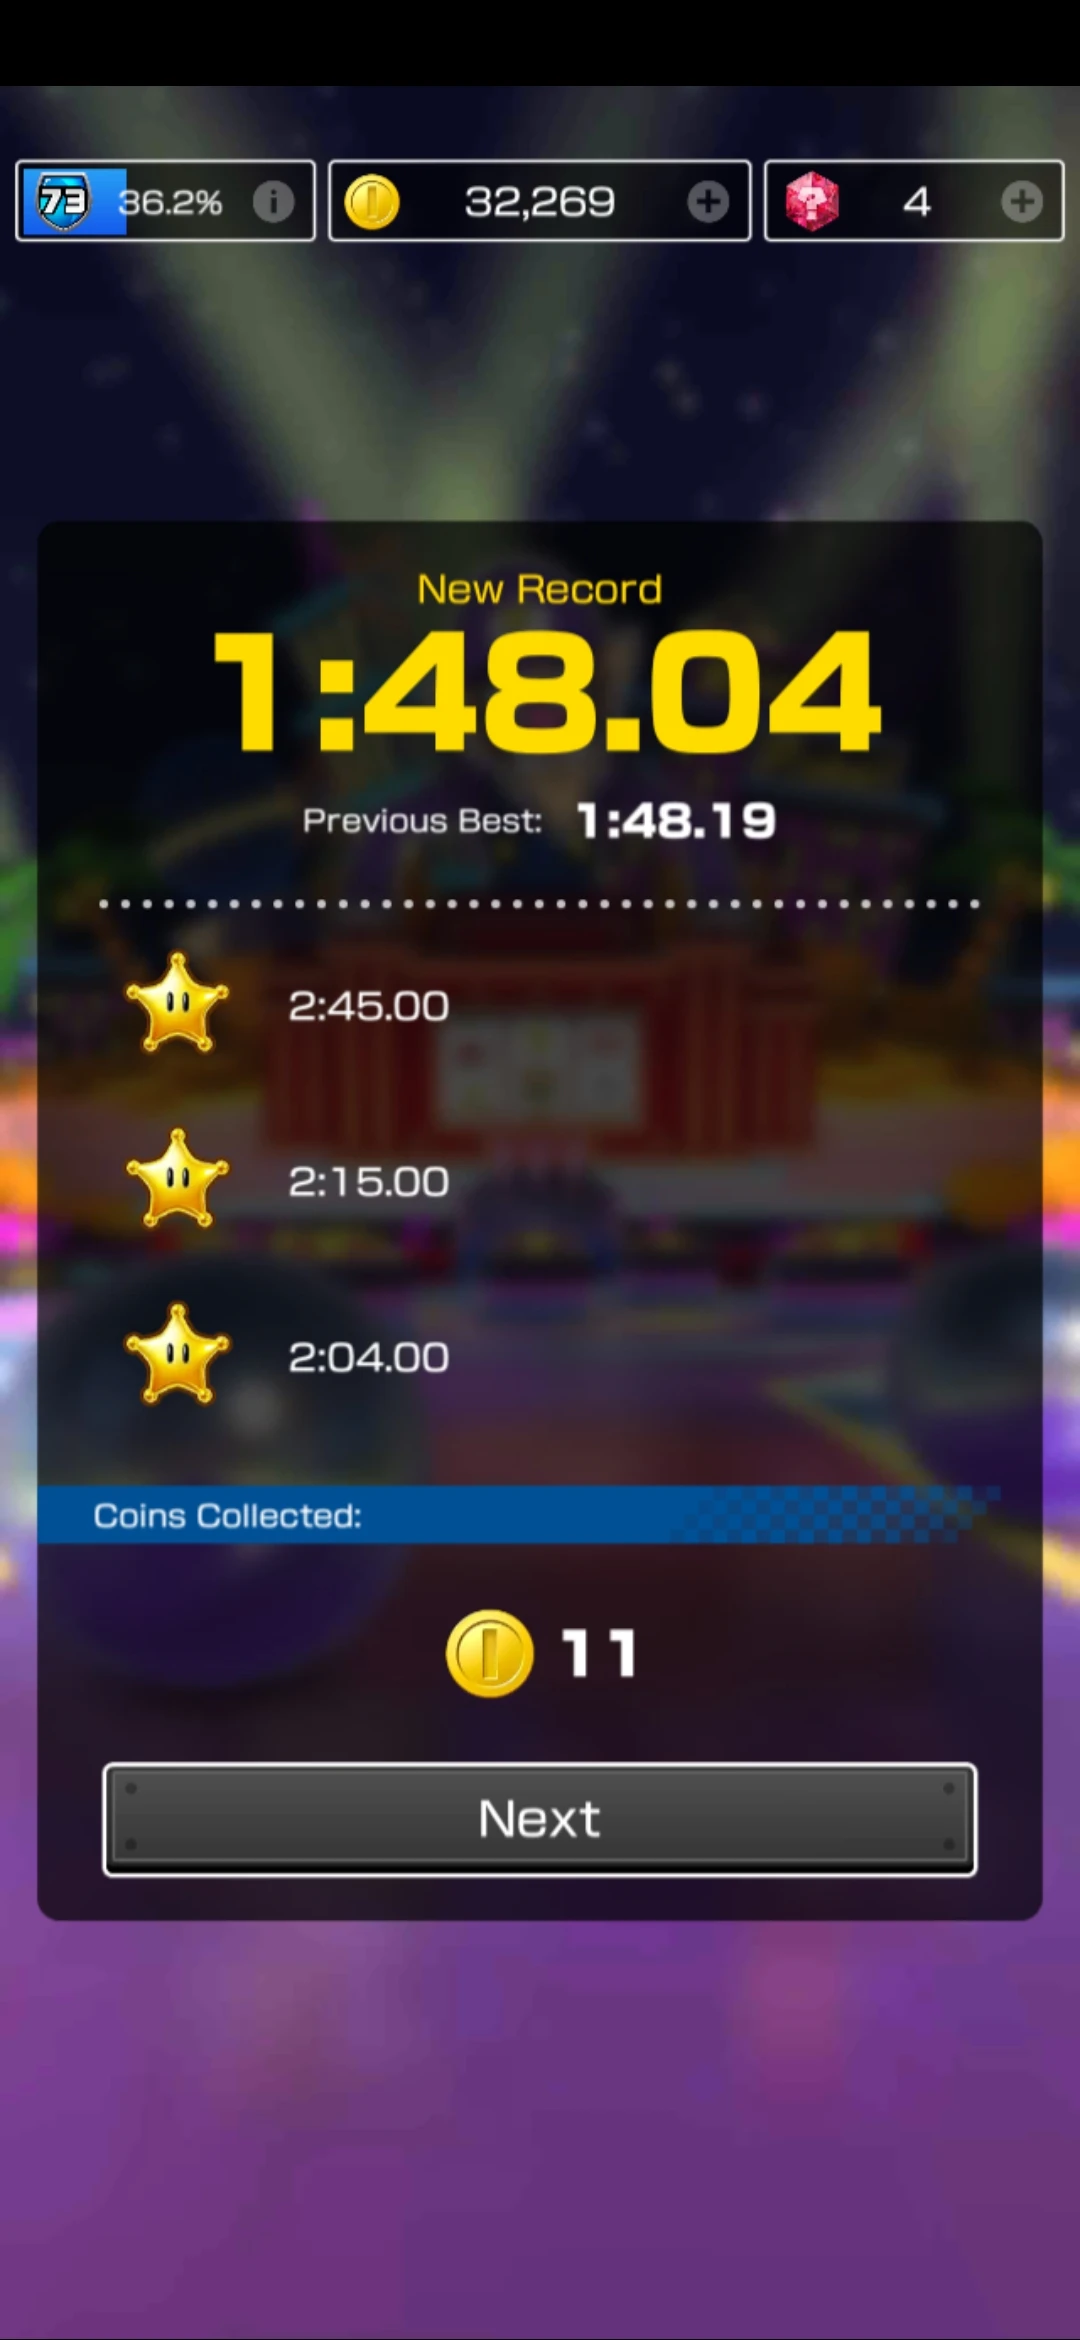 73 36.2% i 32,269 + ? 4 +
New Record
1:48.04
Previous Best: 1:48.19
2:45.00
2:15.00
2:04.00
Coins Collected:
11
Next